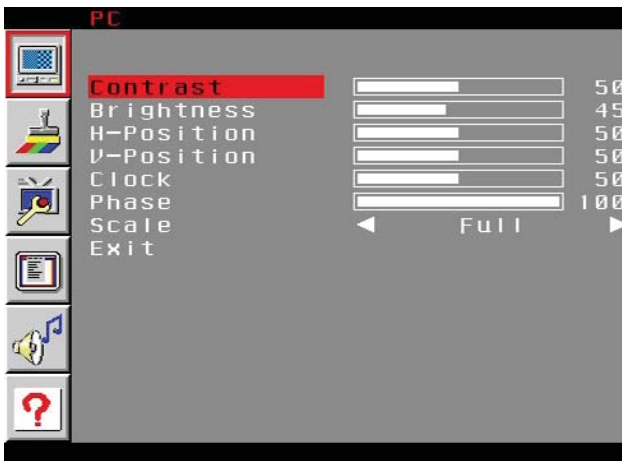 PC
Contrast 50
Brightness 45
H-Position 50
V-Position 50
Clock 50
Phase 100
Scale Full
Exit
?